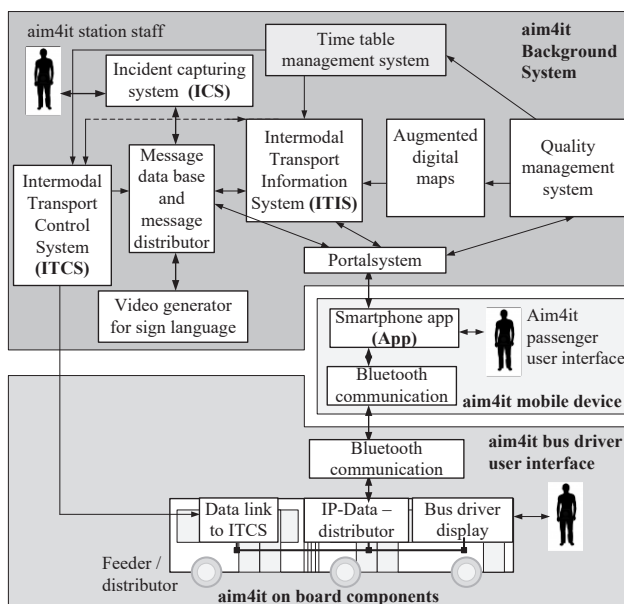 aim4it station staff
Time table
management system
aim4it
Background
System
Incident capturing
system (ICS)
Intermodal
Transport
Control
System
(ITCS)
Message
data base
and
message
distributor
Intermodal
Transport
Information
System (ITIS)
Augmented
digital
maps
Quality
management
system
Portalsystem
Video generator
for sign language
Smartphone app
(App)
Aim4it
passenger
user interface
Bluetooth
communication
aim4it mobile device
Bluetooth
communication
aim4it bus driver
user interface
Data link
to ITCS
IP-Data –
distributor
Bus driver
display
Feeder /
distributor
aim4it on board components